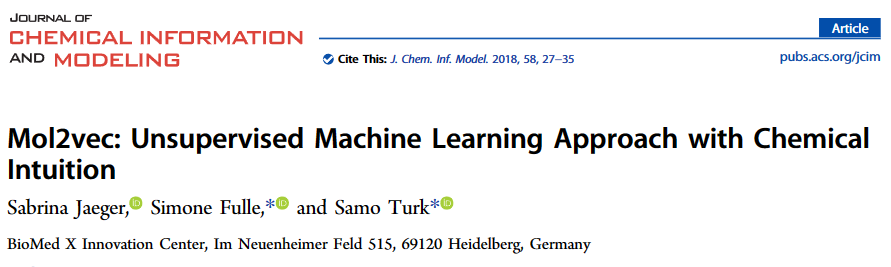 JOURNAL OF
CHEMICAL INFORMATION
AND MODELING
Article
Cite This: J. Chem. Inf. Model. 2018, 58, 27−35
pubs.acs.org/jcim
Mol2vec: Unsupervised Machine Learning Approach with Chemical
Intuition
Sabrina Jaeger, Simone Fulle,* and Samo Turk*
BioMed X Innovation Center, Im Neuenheimer Feld 515, 69120 Heidelberg, Germany